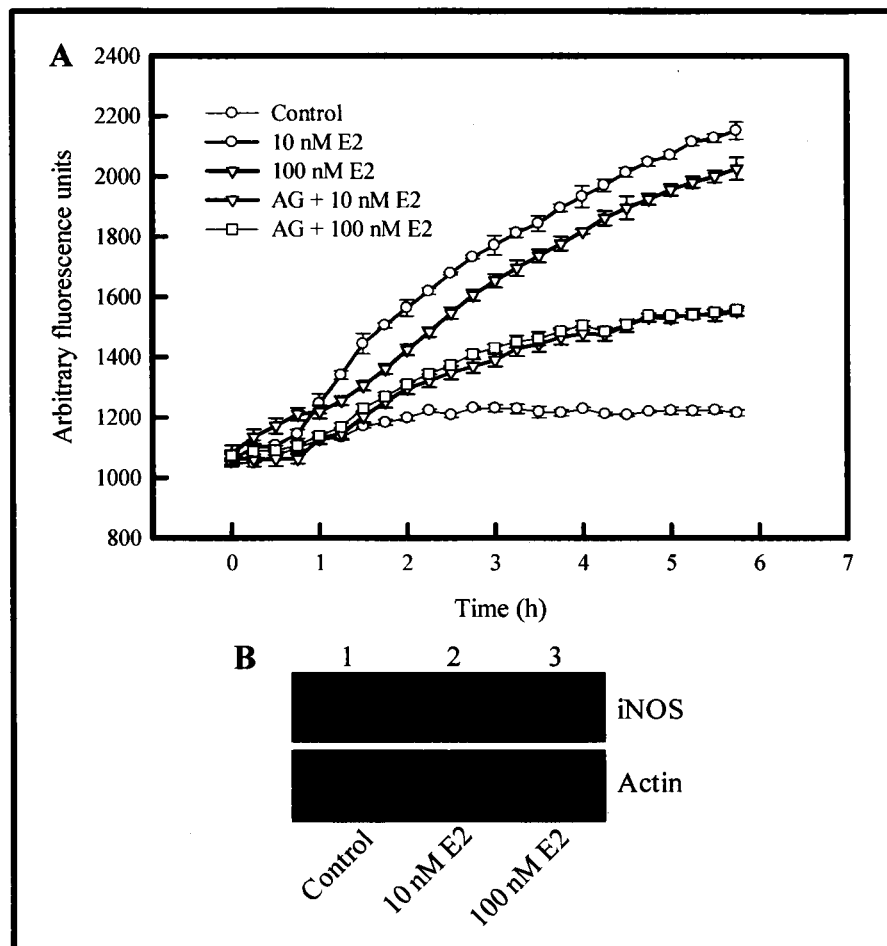 A
2400
2200
2000
1800
1600
1400
1200
1000
800
Arbitrary fluorescence units
Control
10 nM E2
100 nM E2
AG + 10 nM E2
AG + 100 nM E2
0 1 2 3 4 5 6 7
Time (h)
B
1 2 3
iNOS
Actin
Control
10 nM E2
100 nM E2